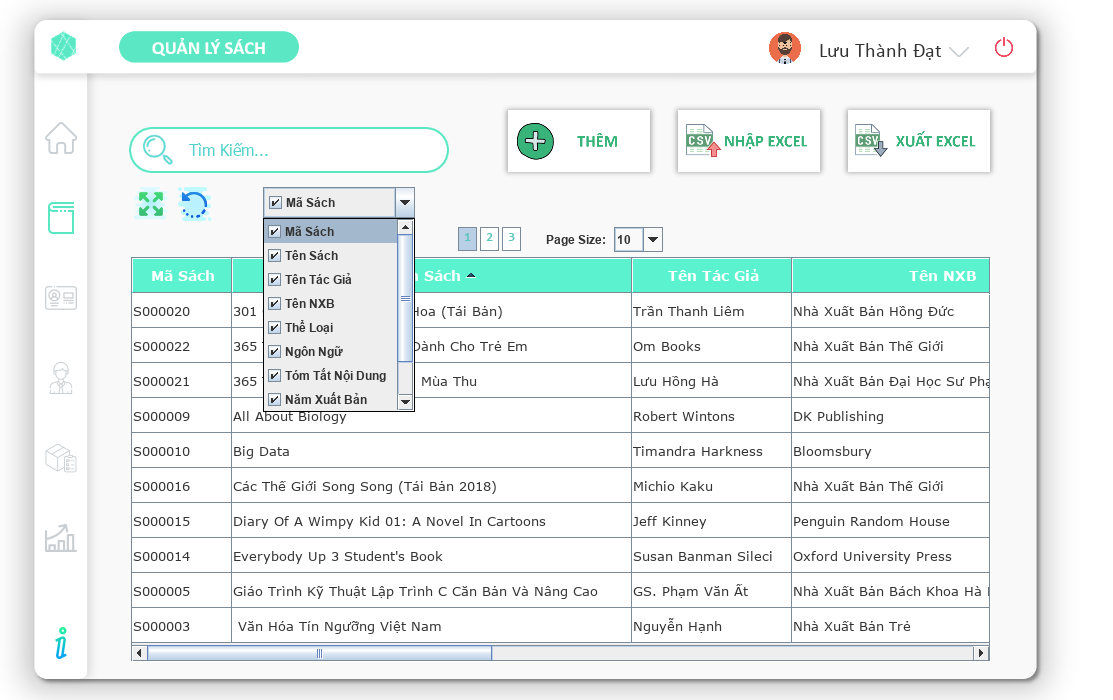 QUẢN LÝ SÁCH
Lưu Thành Đạt
Tìm Kiếm...
THÊM
CSV NHẬP EXCEL
CSV XUẤT EXCEL
Mã Sách
Mã Sách
Tên Sách
Tên Tác Giả
Tên NXB
Thể Loại
Ngôn Ngữ
Tóm Tắt Nội Dung
Năm Xuất Bản
1 2 3 Page Size: 10
Mã Sách Sách Tên Tác Giả Tên NXB
S000020 301 Hoa (Tái Bản) Trần Thanh Liêm Nhà Xuất Bản Hồng Đức
S000022 365 Dành Cho Trẻ Em Om Books Nhà Xuất Bản Thế Giới
S000021 365 Mùa Thu Lưu Hồng Hà Nhà Xuất Bản Đại Học Sư
S000009 All About Biology Robert Wintons DK Publishing
S000010 Big Data Timandra Harkness Bloomsbury
S000016 Các Thế Giới Song Song (Tái Bản 2018) Michio Kaku Nhà Xuất Bản Thế Giới
S000015 Diary Of A Wimpy Kid 01: A Novel In Cartoons Jeff Kinney Penguin Random House
S000014 Everybody Up 3 Student's Book Susan Banman Sileci Oxford University Press
S000005 Giáo Trình Kỹ Thuật Lập Trình C Căn Bản Và Nâng Cao GS. Phạm Văn Ất Nhà Xuất Bản Bách Khoa Hà
S000003 Văn Hóa Tín Ngưỡng Việt Nam Nguyễn Hạnh Nhà Xuất Bản Trẻ